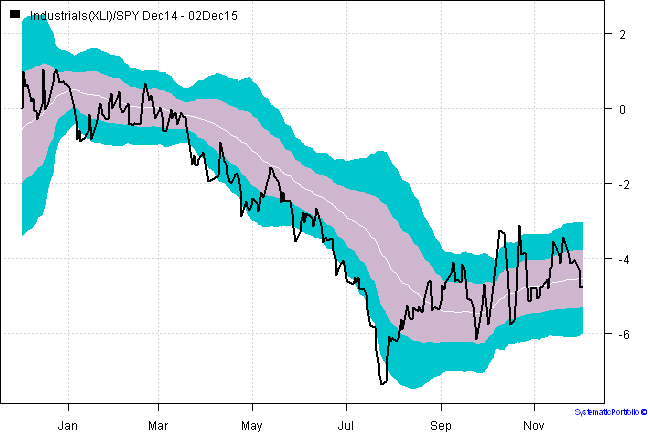 Industrials(XLI)/SPY Dec14 - 02Dec15
2
0
-2
-4
-6
Jan Mar May Jul Sep Nov
SystematicPortfolio ©